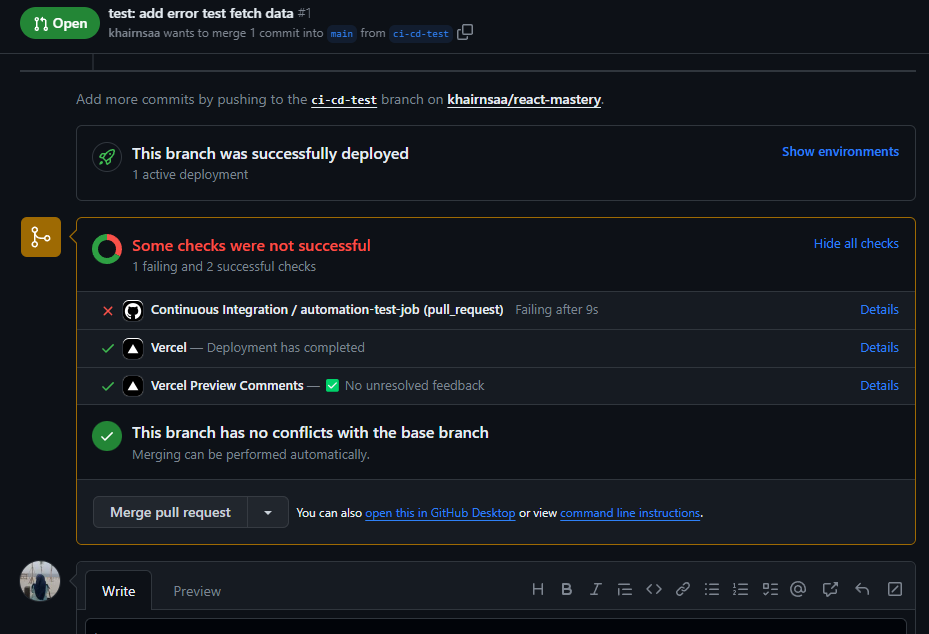 Open
test: add error test fetch data #1
khairnsaa wants to merge 1 commit into main from ci-cd-test
Add more commits by pushing to the ci-cd-test branch on khairnsaa/react-mastery.
This branch was successfully deployed
Show environments
1 active deployment
Some checks were not successful
Hide all checks
1 failing and 2 successful checks
Continuous Integration / automation-test-job (pull_request) Failing after 9s
Details
Vercel — Deployment has completed
Details
Vercel Preview Comments — ✅ No unresolved feedback
Details
This branch has no conflicts with the base branch
Merging can be performed automatically.
Merge pull request
You can also open this in GitHub Desktop or view command line instructions.
Write
Preview